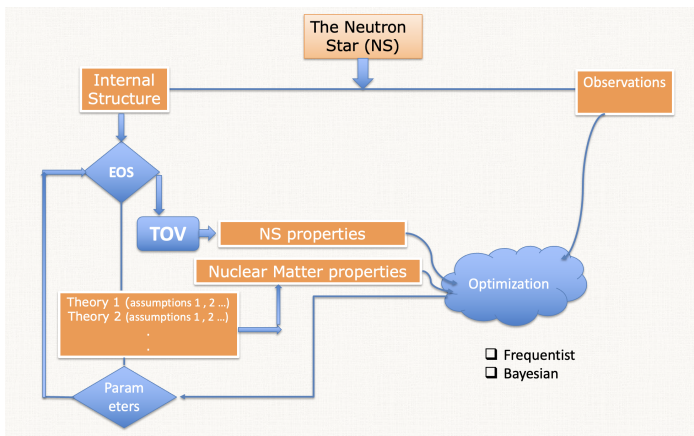 The Neutron
Star (NS)
Internal
Structure
Observations
EOS
TOV
NS properties
Nuclear Matter properties
Optimization
Theory 1 (assumptions 1 , 2 ...)
Theory 2 (assumptions 1 , 2 ...)
.
.
Param
eters
❑ Frequentist
❑ Bayesian